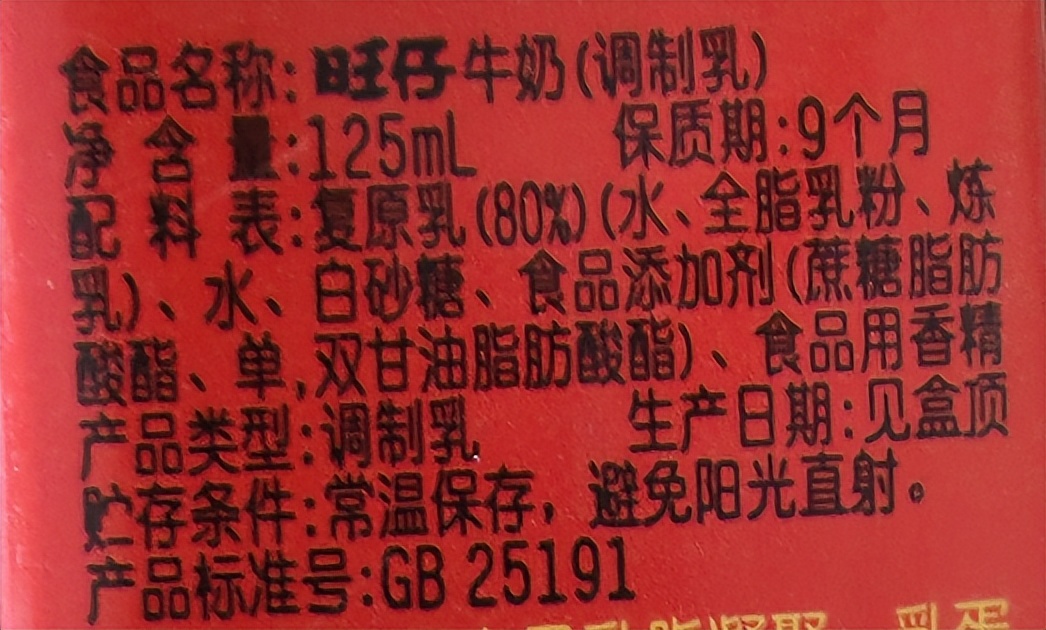 食品名称: 旺仔牛奶(调制乳)
净 含 量:125mL 保质期:9个月
配 料 表:复原乳(80%)(水、全脂乳粉、炼
乳)、水、白砂糖、食品添加剂(蔗糖脂肪
酸酯、单,双甘油脂肪酸酯)、食品用香精
产品类型:调制乳 生产日期:见盒顶
贮存条件:常温保存,避免阳光直射。
产品标准号:GB 25191